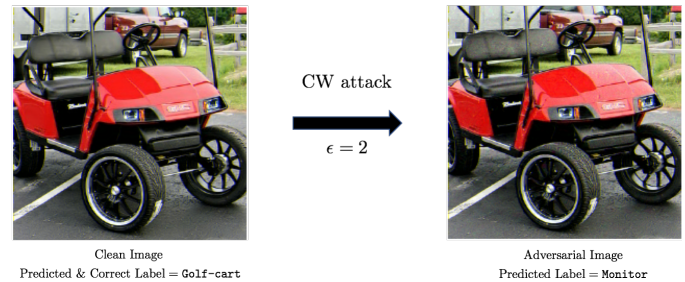 CW attack
ϵ = 2
Clean Image
Predicted & Correct Label = Golf-cart
Adversarial Image
Predicted Label = Monitor